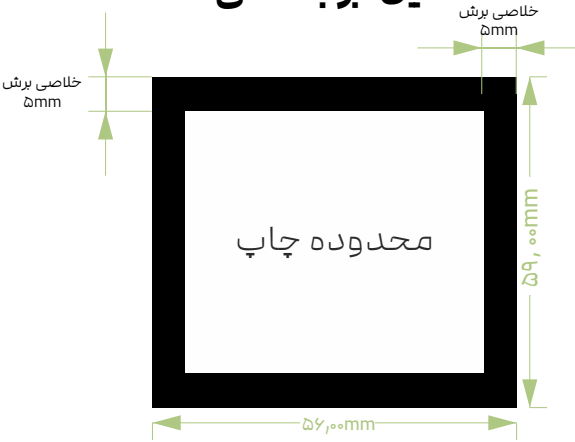 خلاصی برش
۵mm
خلاصی برش
۵mm
محدوده چاپ
۵۹,۰۰mm
۵۶,۰۰mm